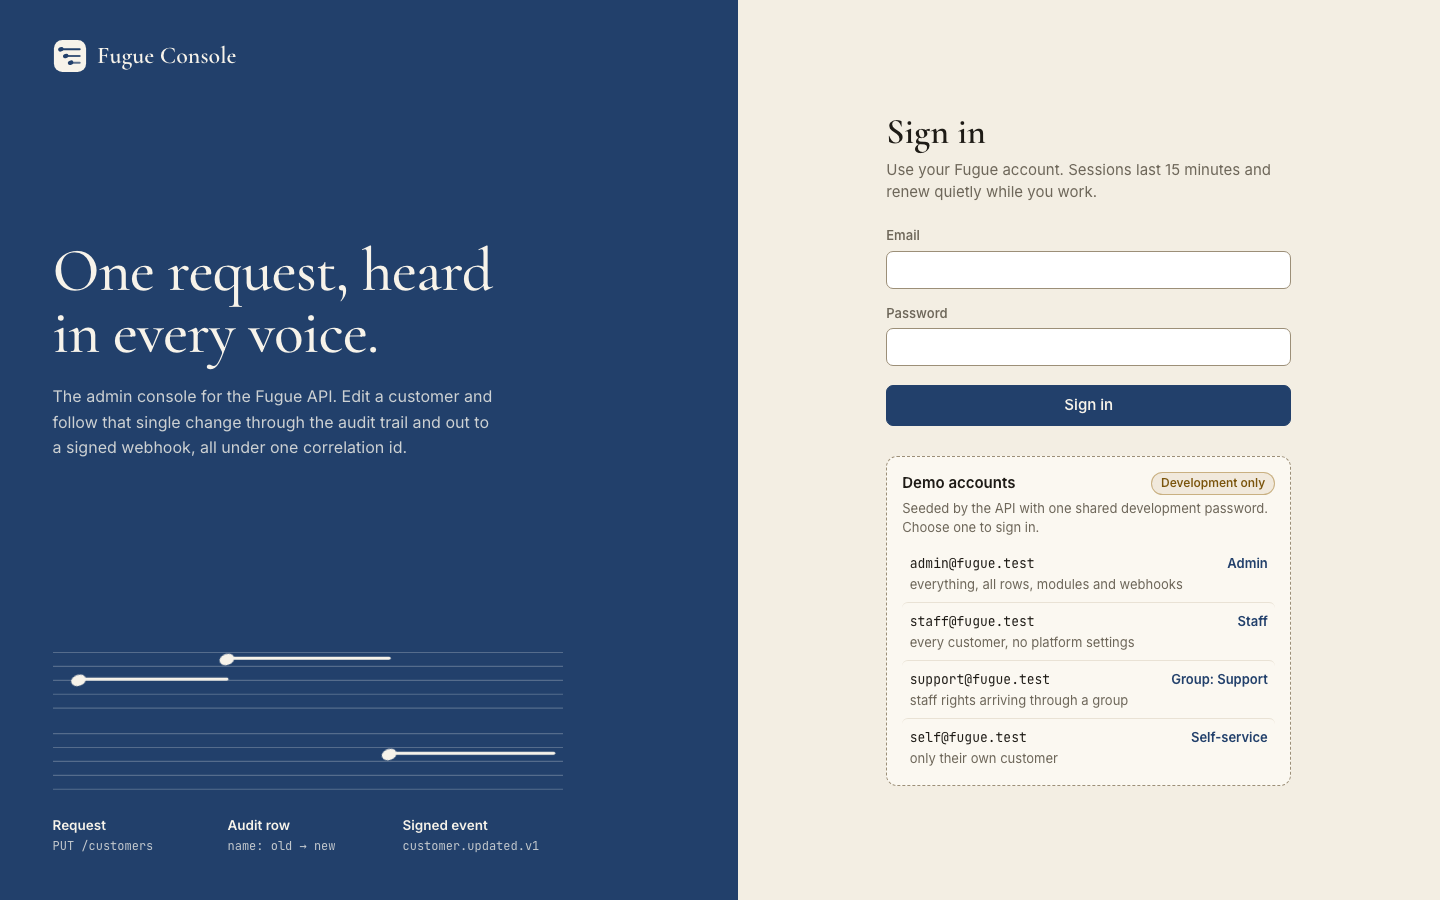 Fugue Console
One request, heard
in every voice.
The admin console for the Fugue API. Edit a customer and
follow that single change through the audit trail and out to
a signed webhook, all under one correlation id.
Request
PUT /customers
Audit row
name: old → new
Signed event
customer.updated.v1
Sign in
Use your Fugue account. Sessions last 15 minutes and
renew quietly while you work.
Email
Password
Sign in
Demo accounts
Development only
Seeded by the API with one shared development password.
Choose one to sign in.
admin@fugue.test
Admin
everything, all rows, modules and webhooks
staff@fugue.test
Staff
every customer, no platform settings
support@fugue.test
Group: Support
staff rights arriving through a group
self@fugue.test
Self-service
only their own customer